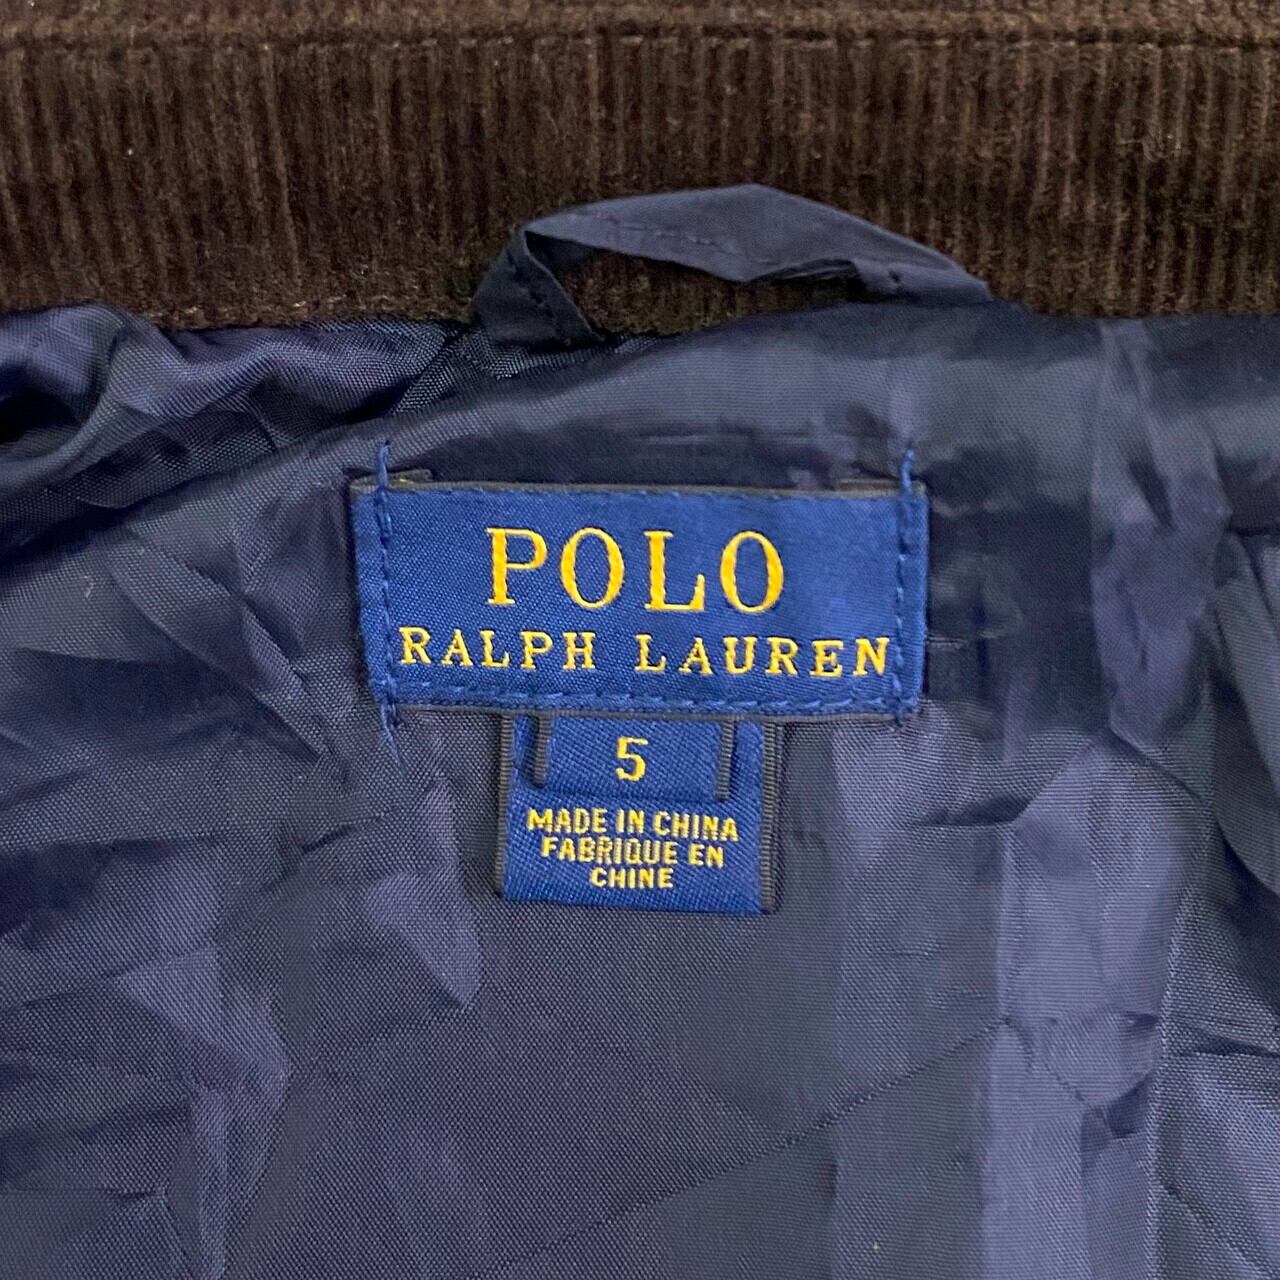 POLO
RALPH LAUREN
5
MADE IN CHINA
FABRIQUE EN
CHINE